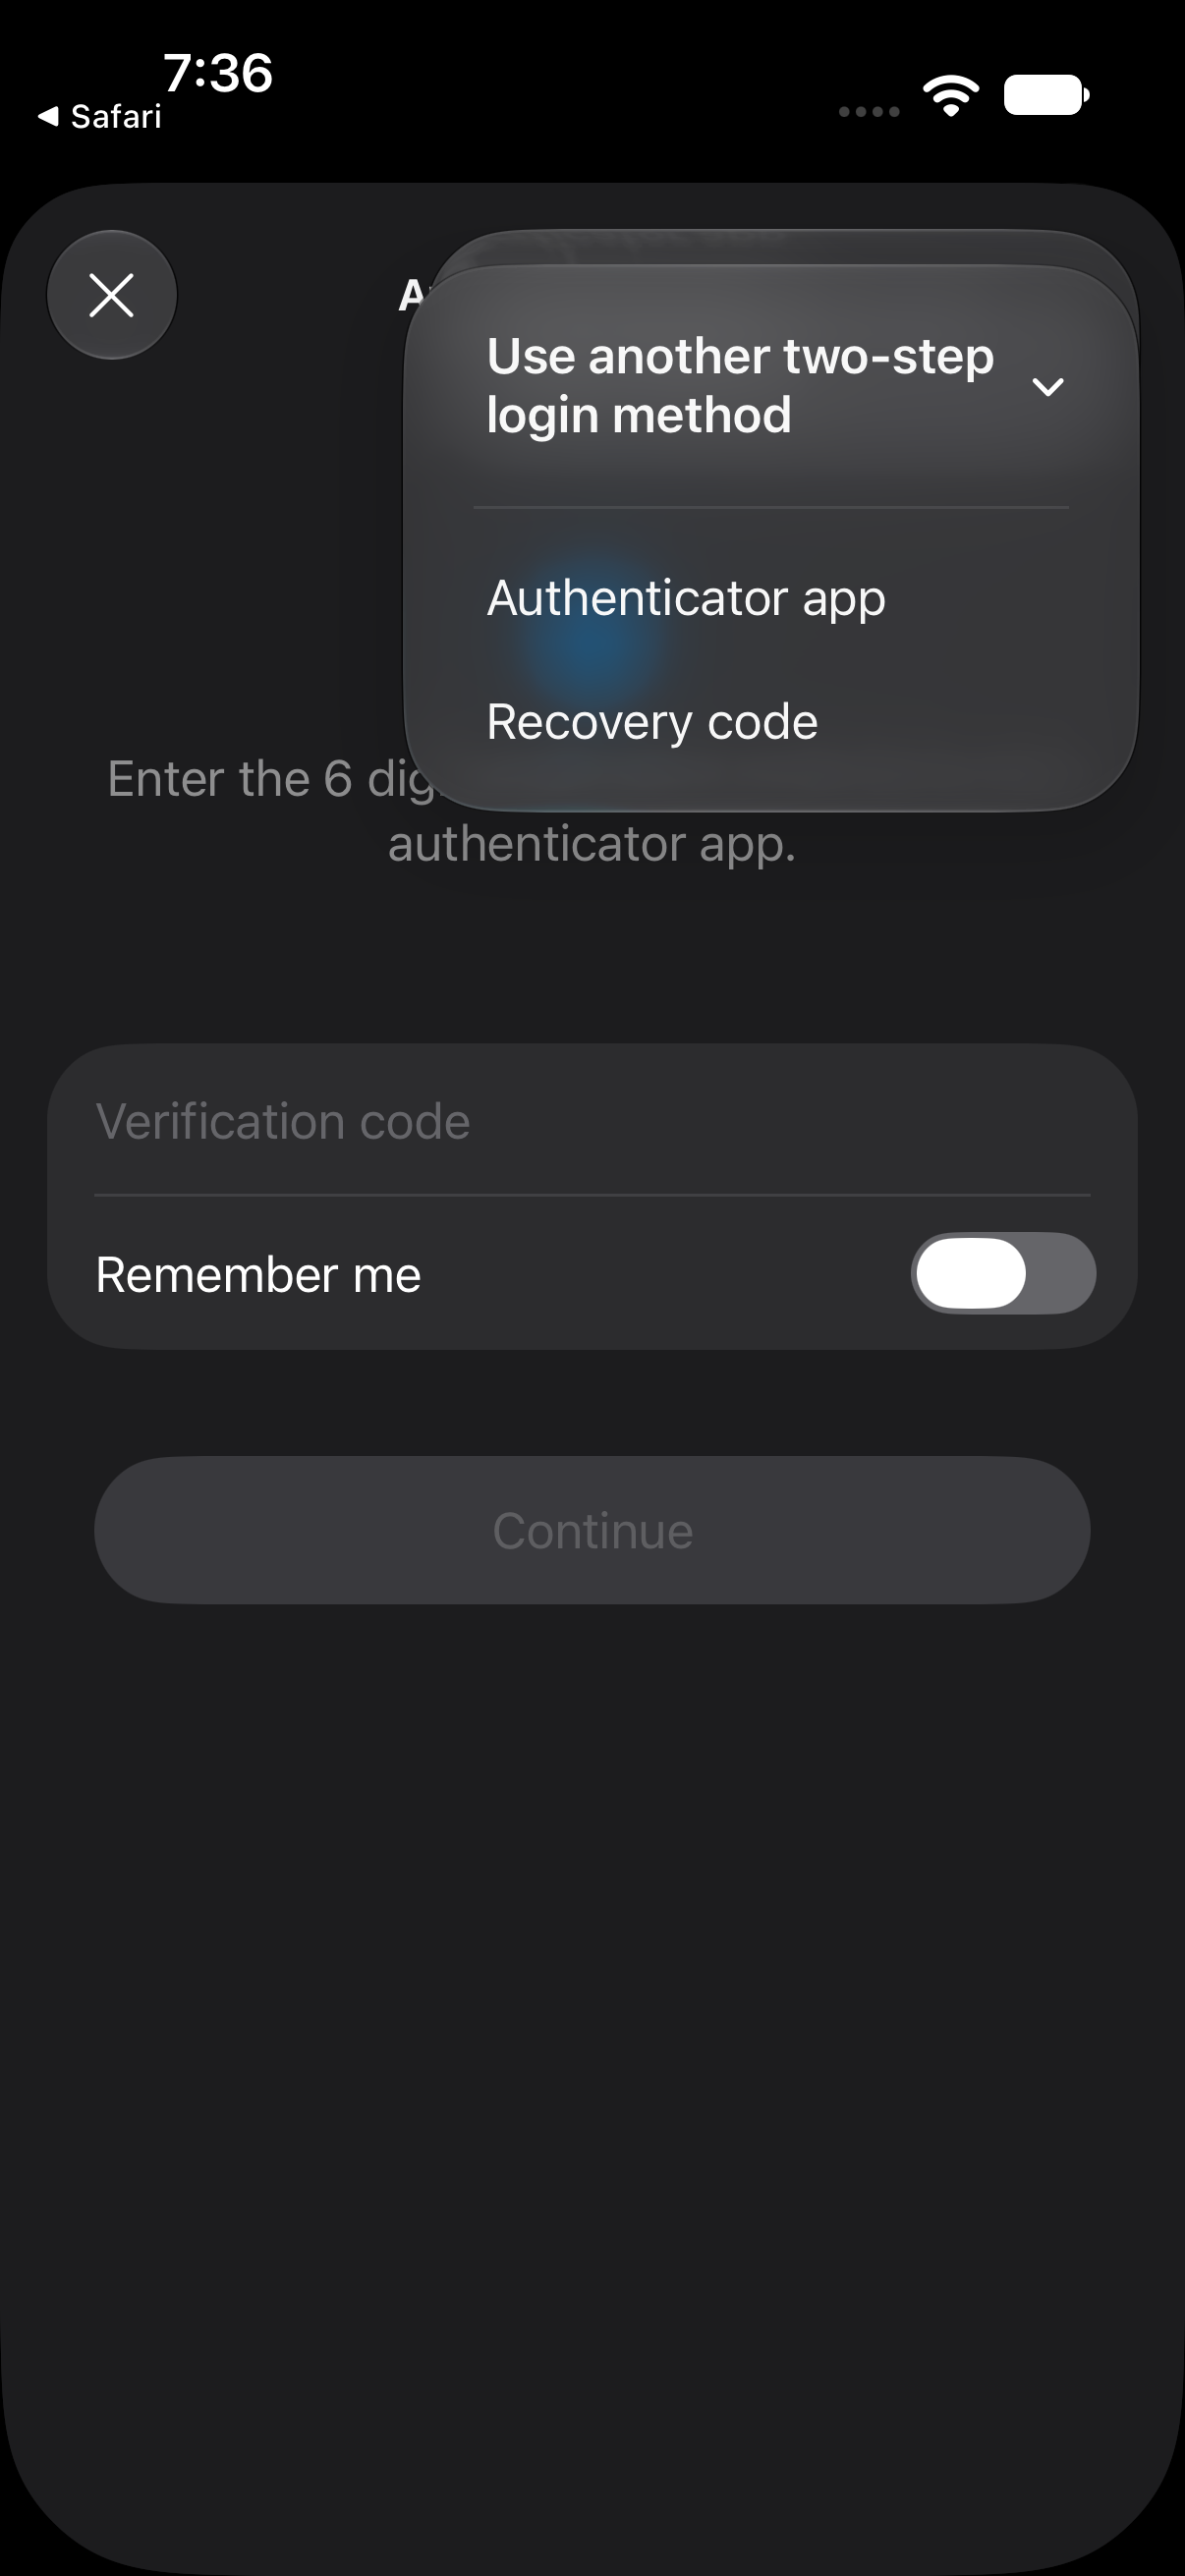 7:36
Safari
Use another two-step
login method
Authenticator app
Recovery code
Enter the 6
authenticator app.
Verification code
Remember me
Continue